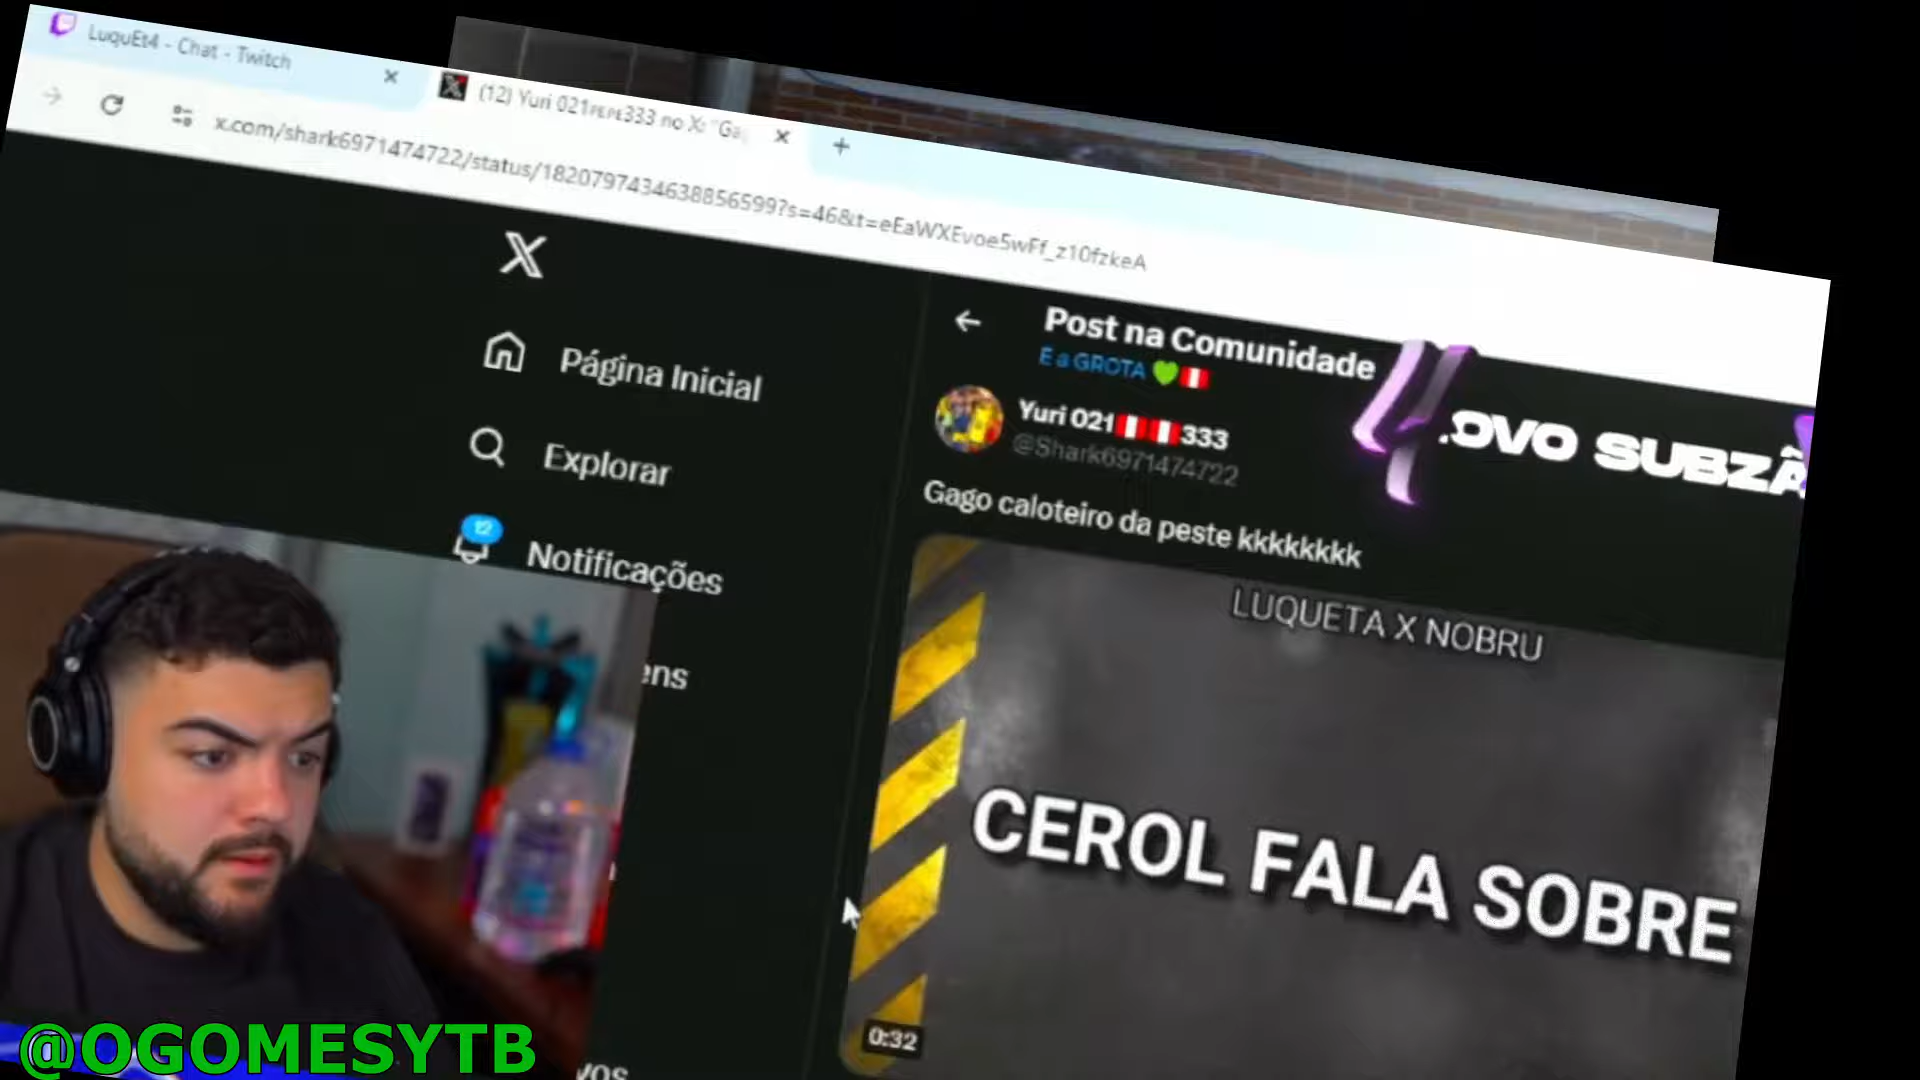 LuquEt4 - Chat - Twitch
(12) Yuri 021🇵🇪🇵🇪333 no X: "Ga
x.com/shark6971474722/status/1820797434638856599?s=46&t=eEaWXEvoe5wFf_z10fzkeA
Página Inicial
Explorar
12
Notificações
ens
vos
Post na Comunidade
E a GROTA 💚🇵🇪
Yuri 021🇵🇪🇵🇪333
@Shark6971474722
Gago caloteiro da peste kkkkkkkk
OVO SUBZÃ
LUQUETA X NOBRU
CEROL FALA SOBRE
0:32
@OGOMESYTB